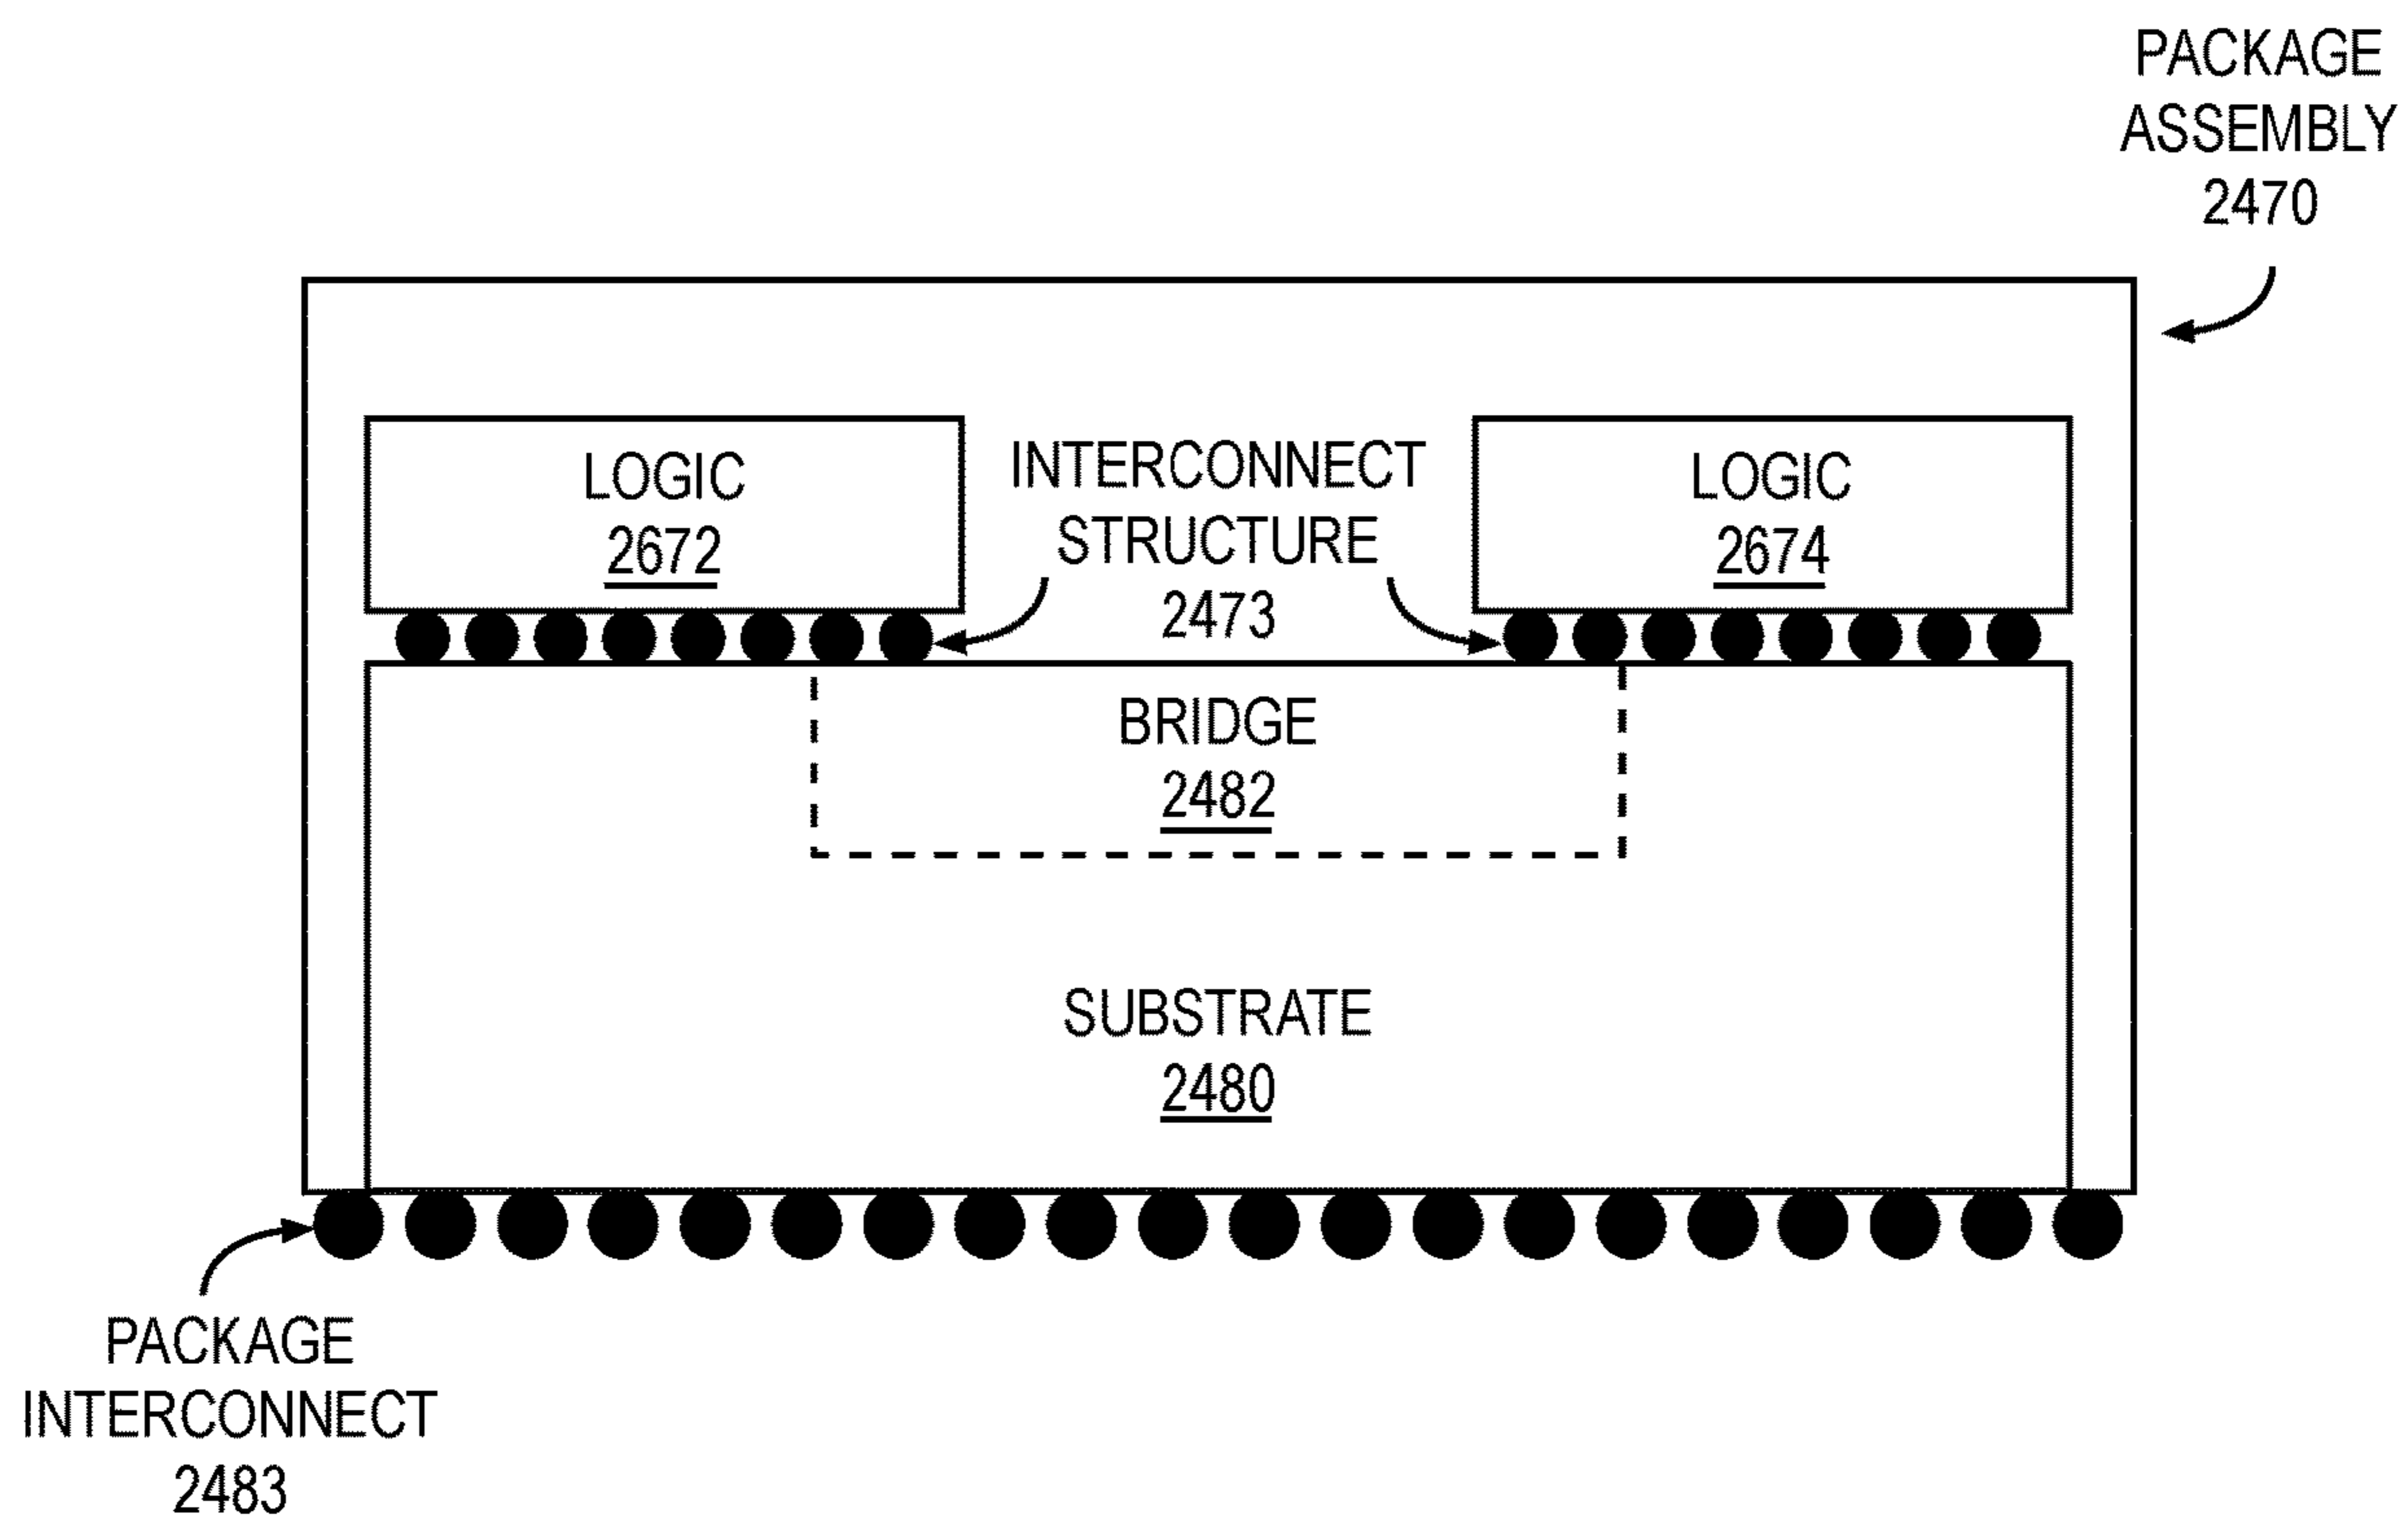 PACKAGE
ASSEMBLY
2470
LOGIC
2672
INTERCONNECT
STRUCTURE
2473
LOGIC
2674
BRIDGE
2482
SUBSTRATE
2480
PACKAGE
INTERCONNECT
2483